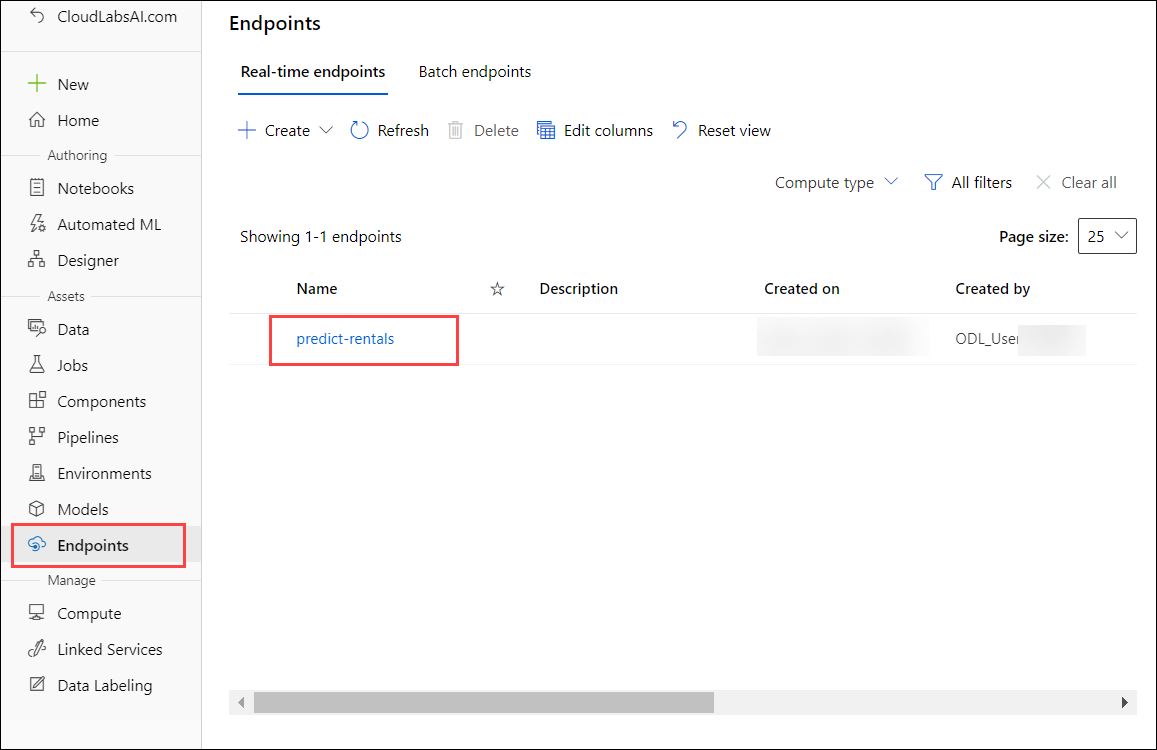 CloudLabsAI.com
New
Home
Authoring
Notebooks
Automated ML
Designer
Assets
Data
Jobs
Components
Pipelines
Environments
Models
Endpoints
Manage
Compute
Linked Services
Data Labeling
Endpoints
Real-time endpoints Batch endpoints
Create Refresh Delete Edit columns Reset view
Compute type All filters Clear all
Showing 1-1 endpoints Page size: 25
Name Description Created on Created by
predict-rentals ODL_User